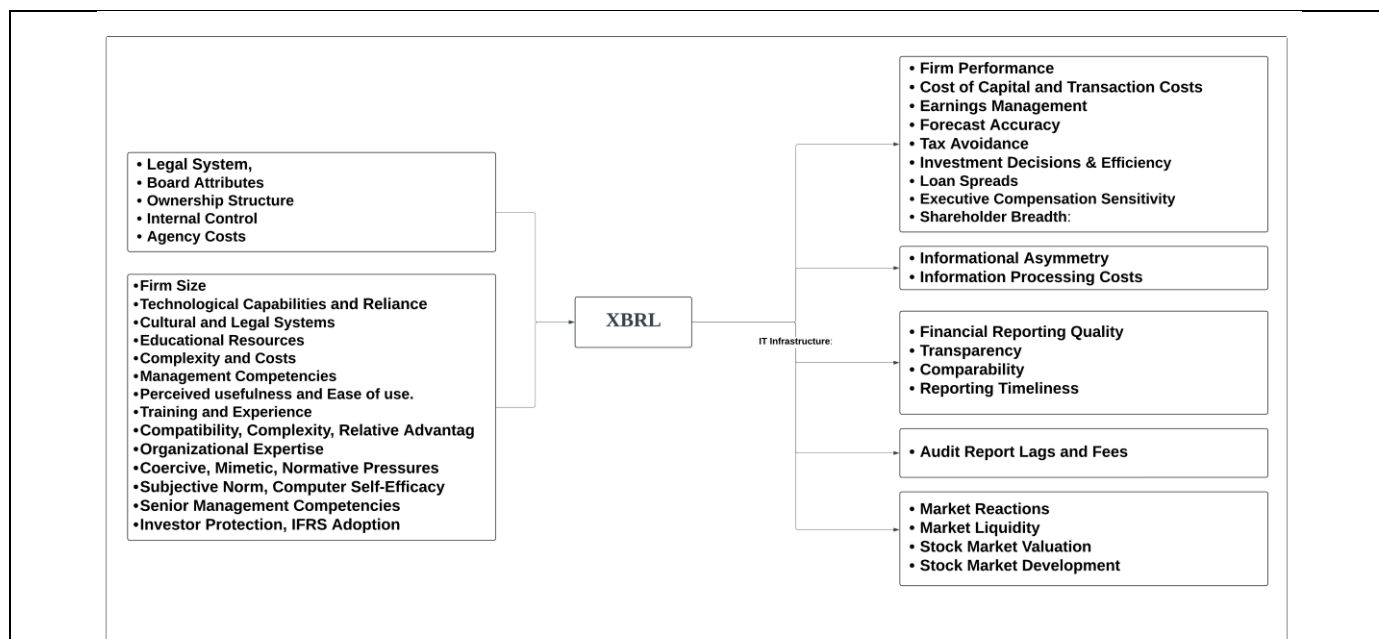 • Legal System,
• Board Attributes
• Ownership Structure
• Internal Control
• Agency Costs
•Firm Size
•Technological Capabilities and Reliance
•Cultural and Legal Systems
•Educational Resources
•Complexity and Costs
•Management Competencies
•Perceived usefulness and Ease of use.
•Training and Experience
•Compatibility, Complexity, Relative Advantag
•Organizational Expertise
•Coercive, Mimetic, Normative Pressures
•Subjective Norm, Computer Self-Efficacy
•Senior Management Competencies
•Investor Protection, IFRS Adoption
XBRL
IT Infrastructure:
• Firm Performance
• Cost of Capital and Transaction Costs
• Earnings Management
• Forecast Accuracy
• Tax Avoidance
• Investment Decisions & Efficiency
• Loan Spreads
• Executive Compensation Sensitivity
• Shareholder Breadth:
• Informational Asymmetry
• Information Processing Costs
• Financial Reporting Quality
• Transparency
• Comparability
• Reporting Timeliness
• Audit Report Lags and Fees
• Market Reactions
• Market Liquidity
• Stock Market Valuation
• Stock Market Development